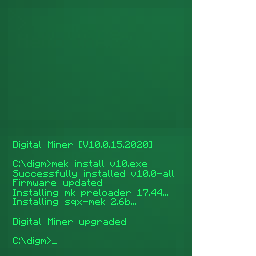 Digital Miner [V10.0.15.2020]
C:\digm>mek install v10.exe
Successfully installed v10.0-all
Firmware updated
Installing mk preloader 17.44...
Installing sqx-mek 2.6b...
Digital Miner upgraded
C:\digm>_